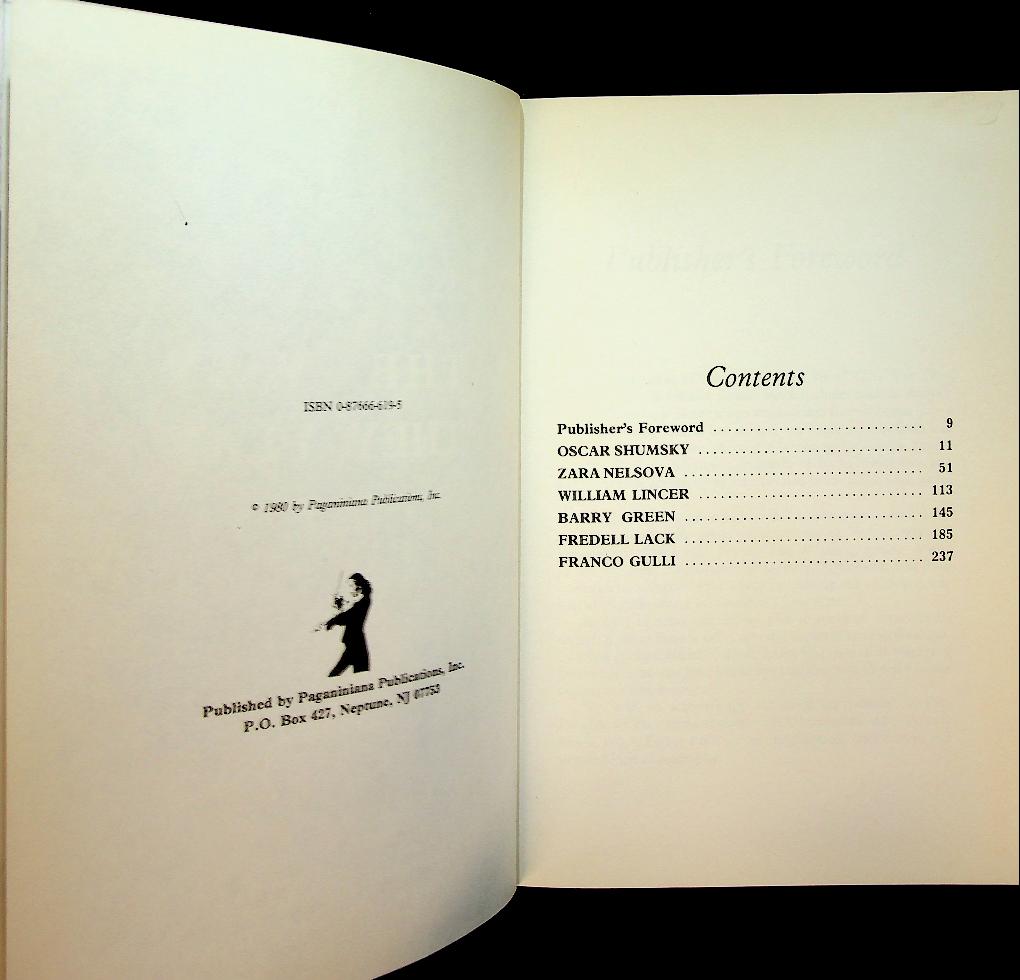 ISBN 0-87666-619-5
© 1980 by Paganiniana Publications, Inc.
Published by Paganiniana Publications, Inc.
P.O. Box 427, Neptune, NJ 07753
Contents
Publisher's Foreword ............................. 9
OSCAR SHUMSKY ............................... 11
ZARA NELSOVA ................................. 51
WILLIAM LINCER ............................... 113
BARRY GREEN ................................. 145
FREDELL LACK ................................. 185
FRANCO GULLI ................................. 237